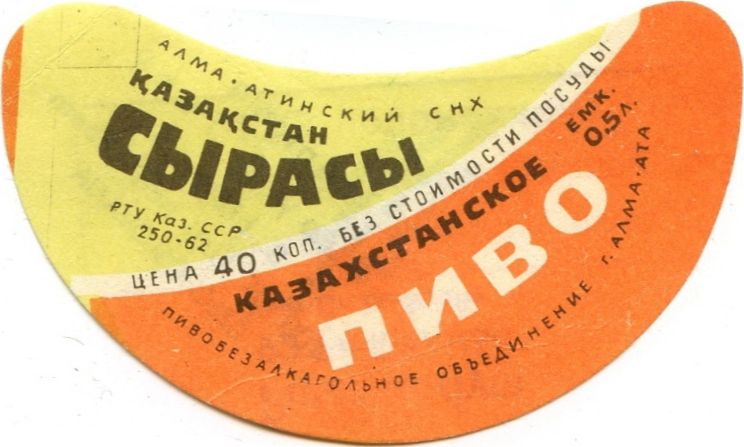 АЛМА-АТИНСКИЙ СНХ
ҚАЗАҚСТАН
СЫРАСЫ
РТУ Каз. ССР
250-62
ЦЕНА 40 КОП. БЕЗ СТОИМОСТИ ПОСУДЫ
КАЗАХСТАНСКОЕ
ЕМК.
0,5 Л.
ПИВО
ПИВОБЕЗАЛКАГОЛЬНОЕ ОБЪЕДИНЕНИЕ Г. АЛМА-АТА